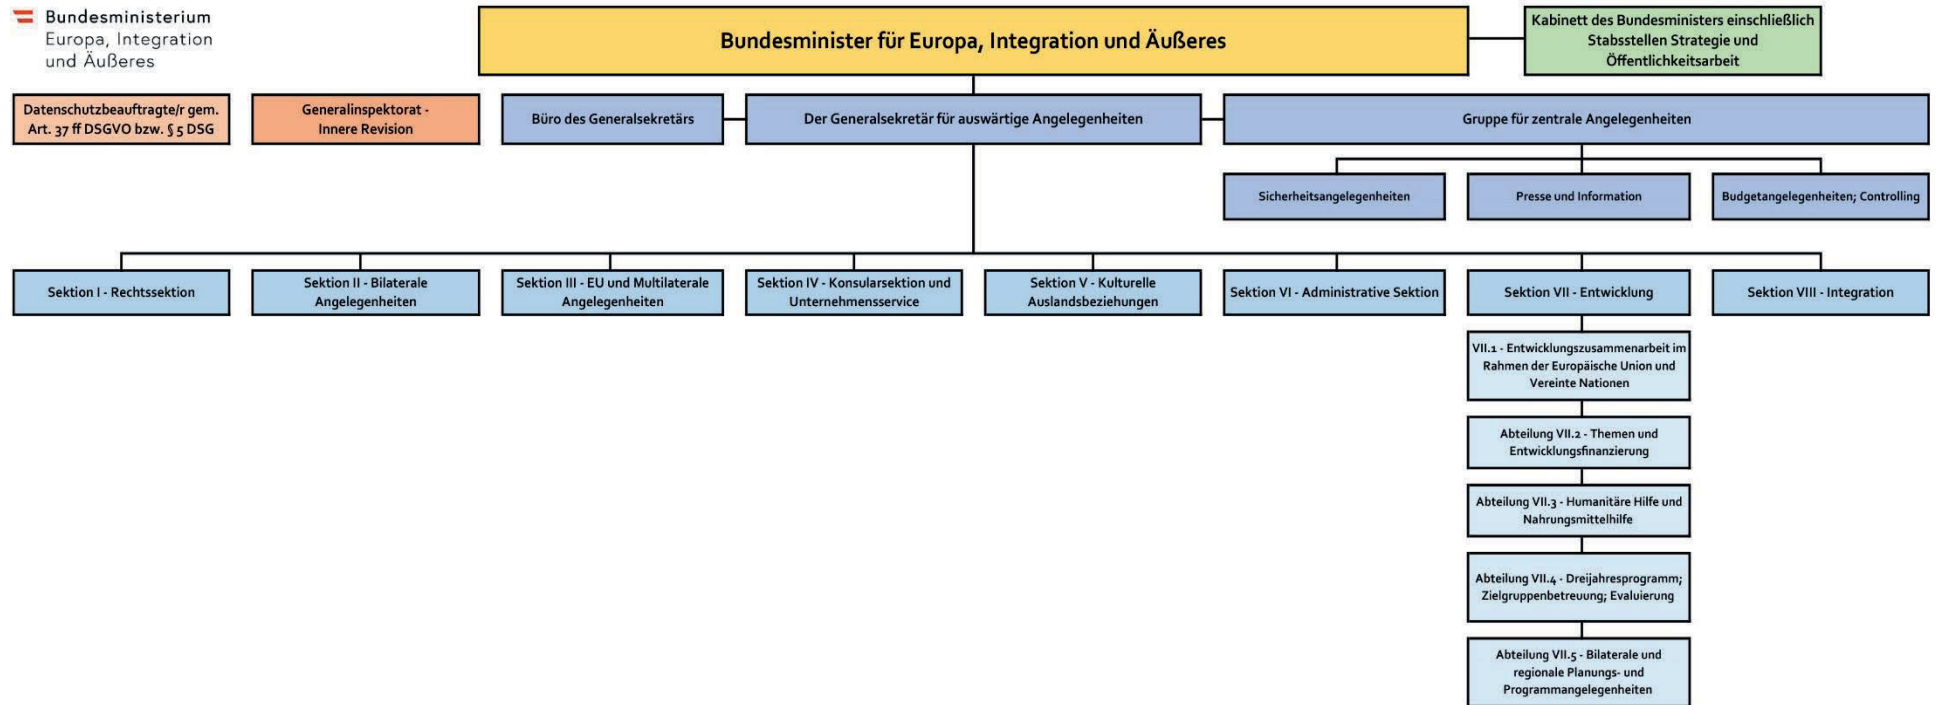 Bundesministerium
Europa, Integration
und Äußeres
Bundesminister für Europa, Integration und Äußeres
Kabinett des Bundesministers einschließlich
Stabsstellen Strategie und
Öffentlichkeitsarbeit
Datenschutzbeauftragte/r gem.
Art. 37 ff DSGVO bzw. § 5 DSG
Generalinspektorat -
Innere Revision
Büro des Generalsekretärs
Der Generalsekretär für auswärtige Angelegenheiten
Gruppe für zentrale Angelegenheiten
Sicherheitsangelegenheiten
Presse und Information
Budgetangelegenheiten; Controlling
Sektion I - Rechtssektion
Sektion II - Bilaterale
Angelegenheiten
Sektion III - EU und Multilaterale
Angelegenheiten
Sektion IV - Konsularsektion und
Unternehmensservice
Sektion V - Kulturelle
Auslandsbeziehungen
Sektion VI - Administrative Sektion
Sektion VII - Entwicklung
Sektion VIII - Integration
VII.1 - Entwicklungszusammenarbeit im
Rahmen der Europäische Union und
Vereinte Nationen
Abteilung VII.2 - Themen und
Entwicklungsfinanzierung
Abteilung VII.3 - Humanitäre Hilfe und
Nahrungsmittelhilfe
Abteilung VII.4 - Dreijahresprogramm;
Zielgruppenbetreuung; Evaluierung
Abteilung VII.5 - Bilaterale und
regionale Planungs- und
Programmangelegenheiten